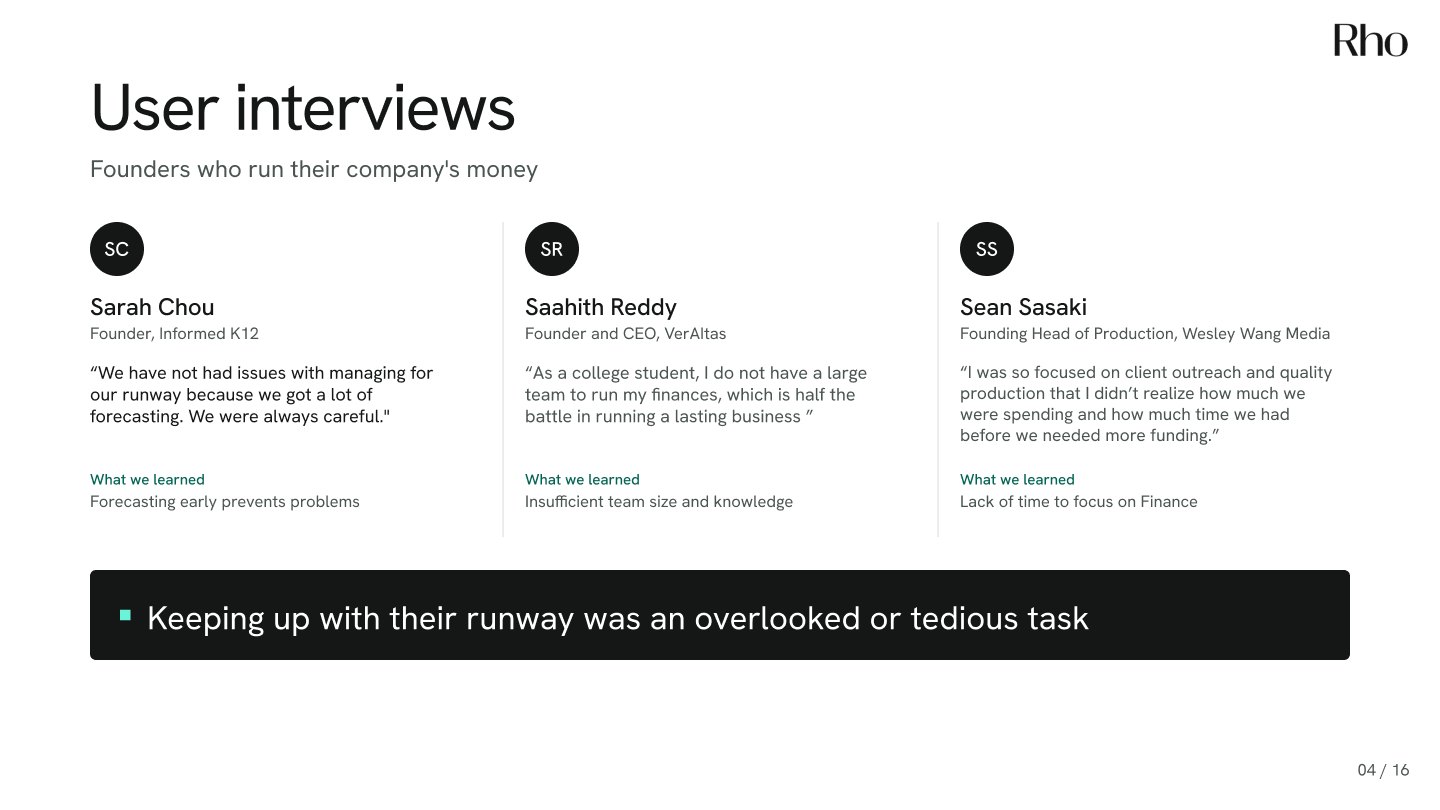 Rho
User interviews
Founders who run their company's money
SC
Sarah Chou
Founder, Informed K12
“We have not had issues with managing for
our runway because we got a lot of
forecasting. We were always careful."
What we learned
Forecasting early prevents problems
SR
Saahith Reddy
Founder and CEO, VerAItas
“As a college student, I do not have a large
team to run my finances, which is half the
battle in running a lasting business ”
What we learned
Insufficient team size and knowledge
SS
Sean Sasaki
Founding Head of Production, Wesley Wang Media
“I was so focused on client outreach and quality
production that I didn’t realize how much we
were spending and how much time we had
before we needed more funding.”
What we learned
Lack of time to focus on Finance
Keeping up with their runway was an overlooked or tedious task
04 / 16